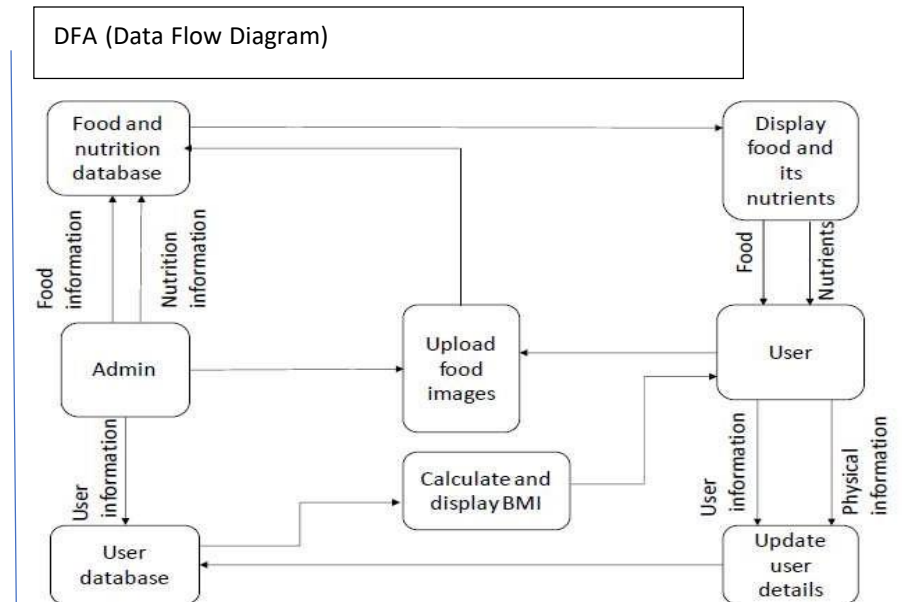 DFA (Data Flow Diagram)
Food and
nutrition
database
Display
food and
its
nutrients
Food
information
Nutrition
information
Food
Nutrients
Admin
Upload
food
images
User
User
information
Calculate and
display BMI
User
information
Physical
information
User
database
Update
user
details